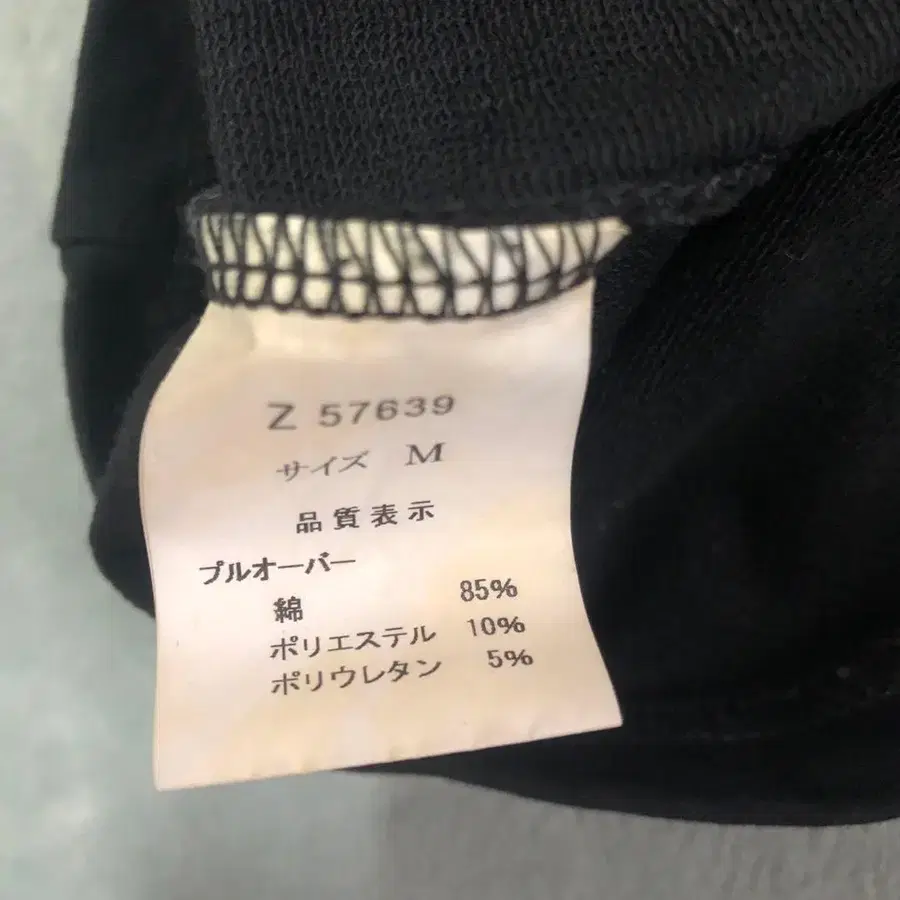 Z 57639
サイズ M
品質表示
プルオーバー
綿 85%
ポリエステル 10%
ポリウレタン 5%